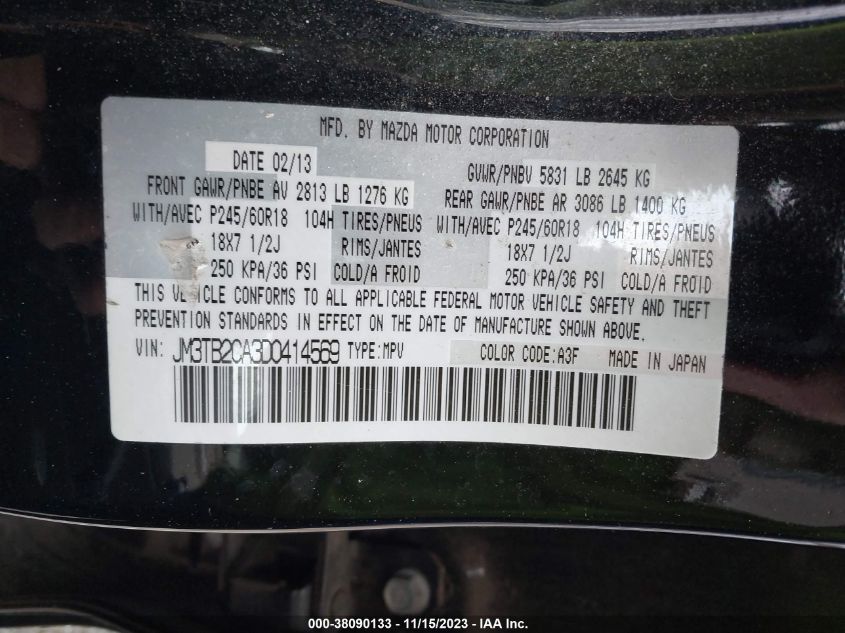 MFD. BY MAZDA MOTOR CORPORATION
DATE 02/13 GVWR/PNBV 5831 LB 2645 KG
FRONT GAWR/PNBE AV 2813 LB 1276 KG REAR GAWR/PNBE AR 3086 LB 1400 KG
WITH/AVEC P245/60R18 104H TIRES/PNEUS WITH/AVEC P245/60R18 104H TIRES/PNEUS
18X7 1/2J RIMS/JANTES 18X7 1/2J RIMS/JANTES
250 KPA/36 PSI COLD/A FROID 250 KPA/36 PSI COLD/A FROID
THIS VEHICLE CONFORMS TO ALL APPLICABLE FEDERAL MOTOR VEHICLE SAFETY AND THEFT
PREVENTION STANDARDS IN EFFECT ON THE DATE OF MANUFACTURE SHOWN ABOVE.
VIN: JM3TB2CA3D0414569 TYPE:MPV COLOR CODE:A3F MADE IN JAPAN
000-38090133 - 11/15/2023 - IAA Inc.